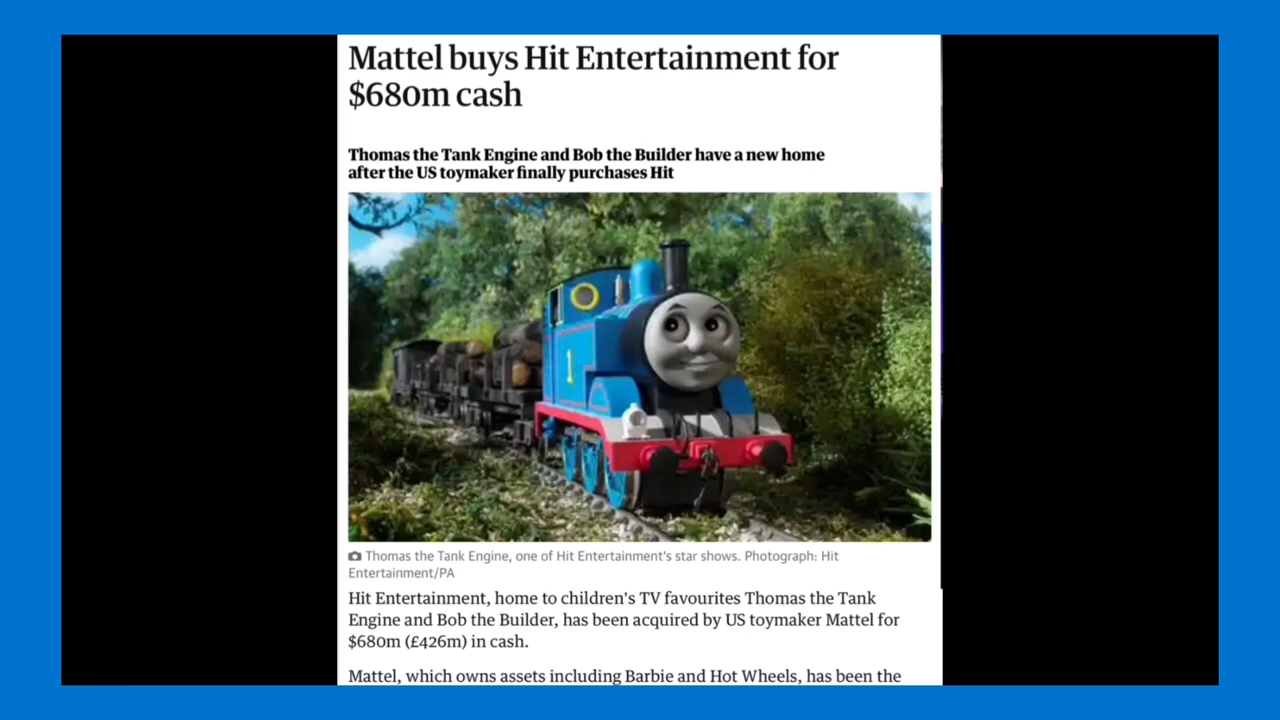 Mattel buys Hit Entertainment for
$680m cash
Thomas the Tank Engine and Bob the Builder have a new home
after the US toymaker finally purchases Hit
1
Thomas the Tank Engine, one of Hit Entertainment's star shows. Photograph: Hit
Entertainment/PA
Hit Entertainment, home to children's TV favourites Thomas the Tank
Engine and Bob the Builder, has been acquired by US toymaker Mattel for
$680m (£426m) in cash.
Mattel, which owns assets including Barbie and Hot Wheels, has been the